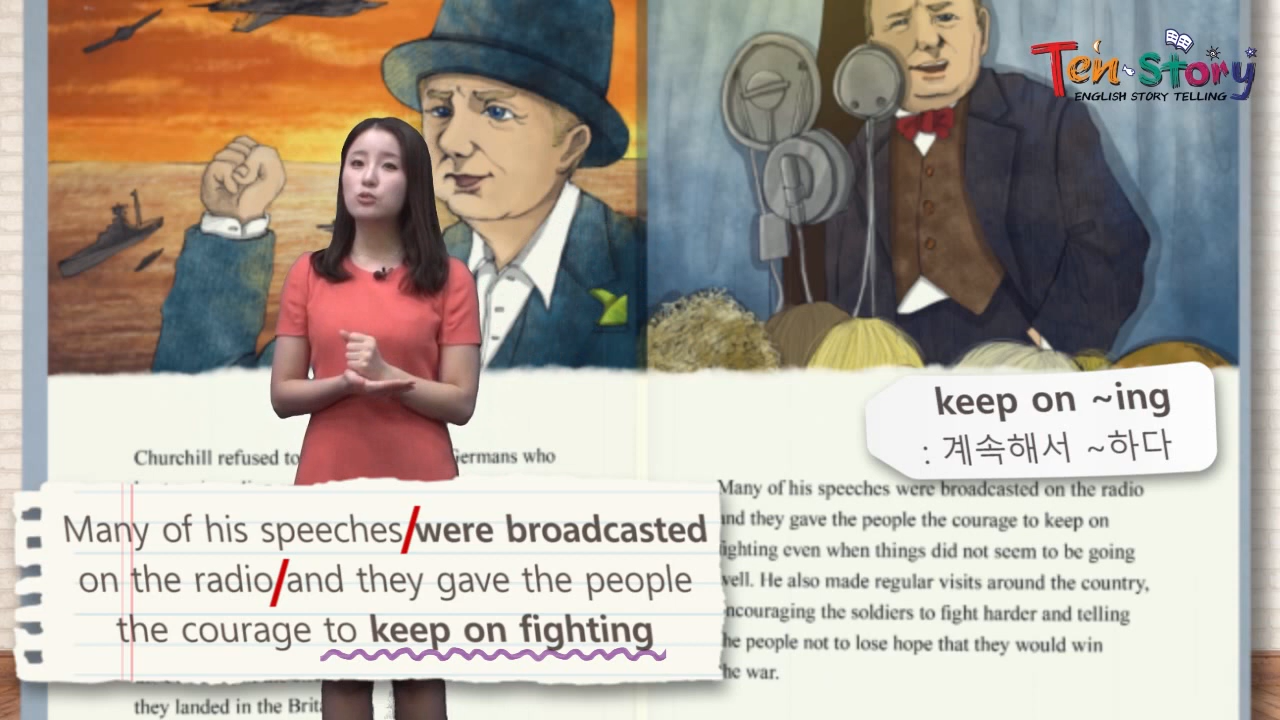 Ten Story
ENGLISH STORY TELLING
keep on ~ing
: 계속해서 ~하다
Churchill refused to
Germans who
Many of his speeches/were broadcasted
on the radio/and they gave the people
the courage to keep on fighting
they landed in the
Many of his speeches were broadcasted on the radio
and they gave the people the courage to keep on
fighting even when things did not seem to be going
well. He also made regular visits around the country,
encouraging the soldiers to fight harder and telling
the people not to lose hope that they would win
the war.